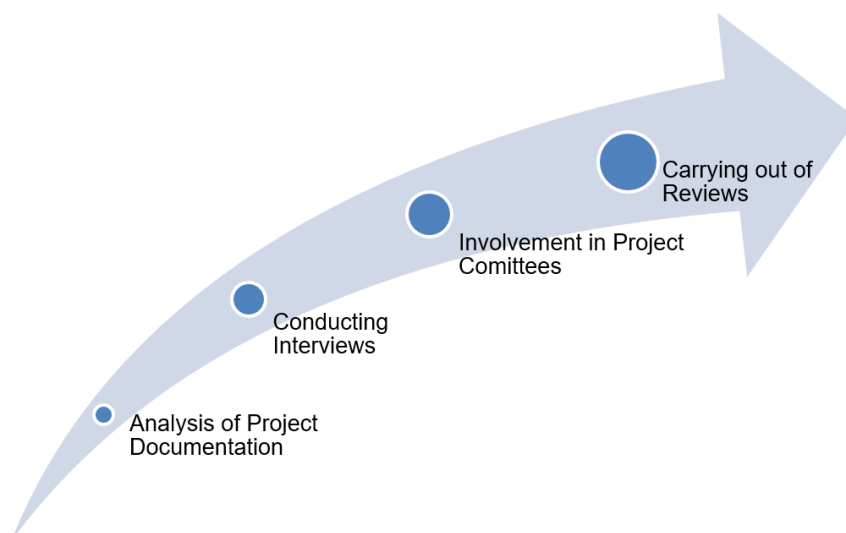 Carrying out of
Reviews
Involvement in Project
Comittees
Conducting
Interviews
Analysis of Project
Documentation